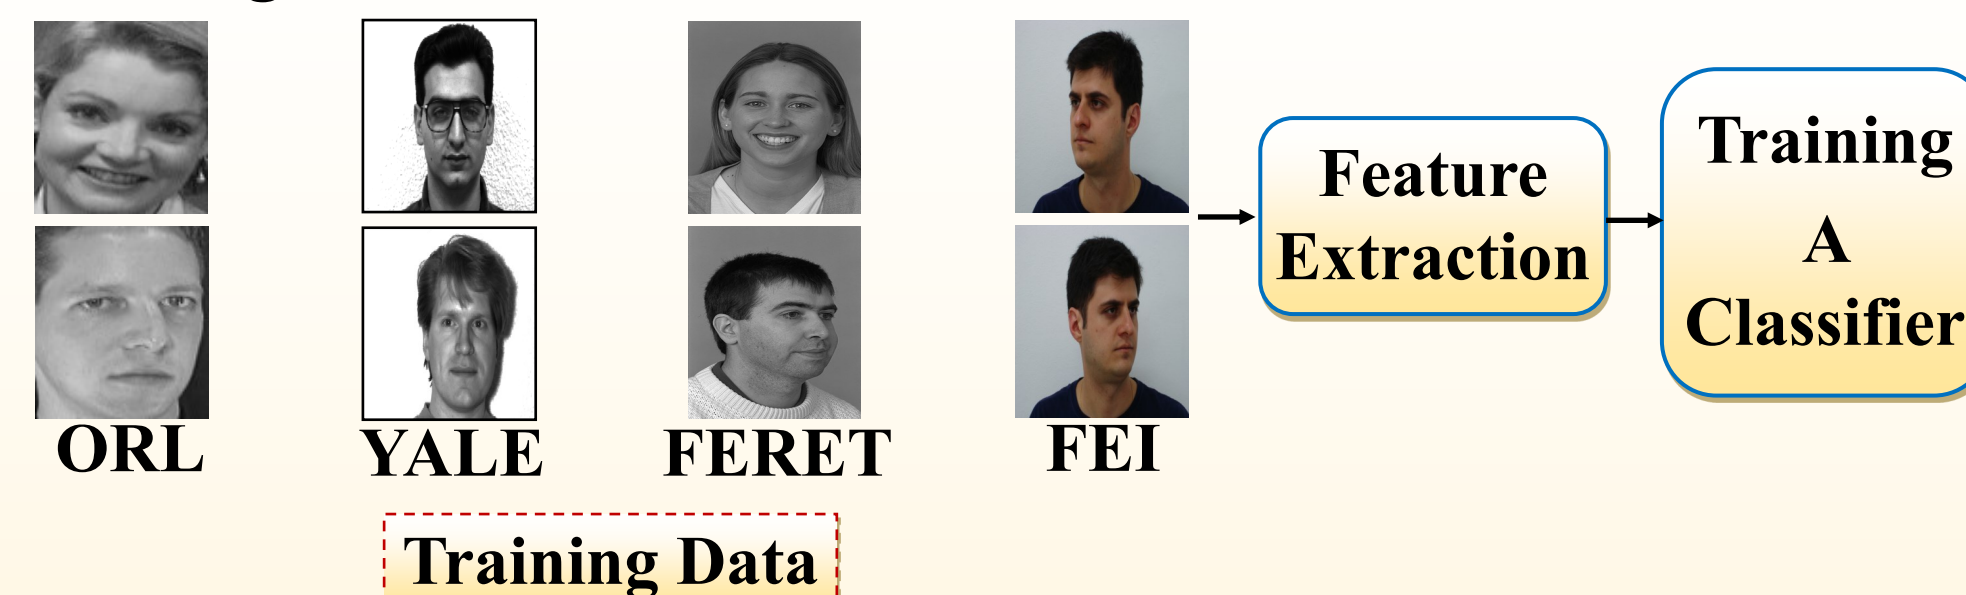 Feature
Extraction
Training
A
Classifier
ORL
YALE
FERET
FEI
Training Data